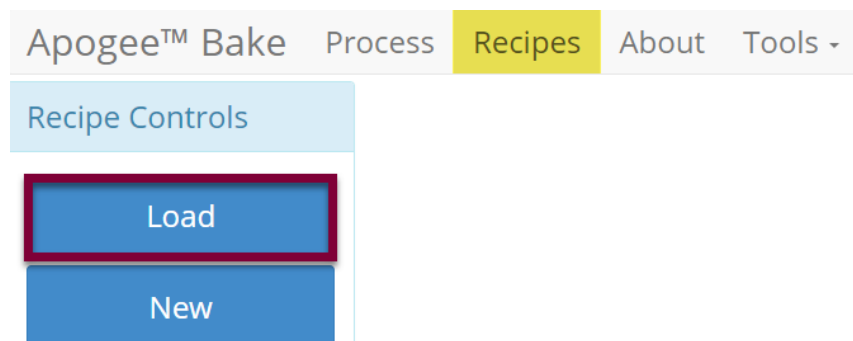 Apogee™ Bake Process Recipes About Tools
Recipe Controls
Load
New